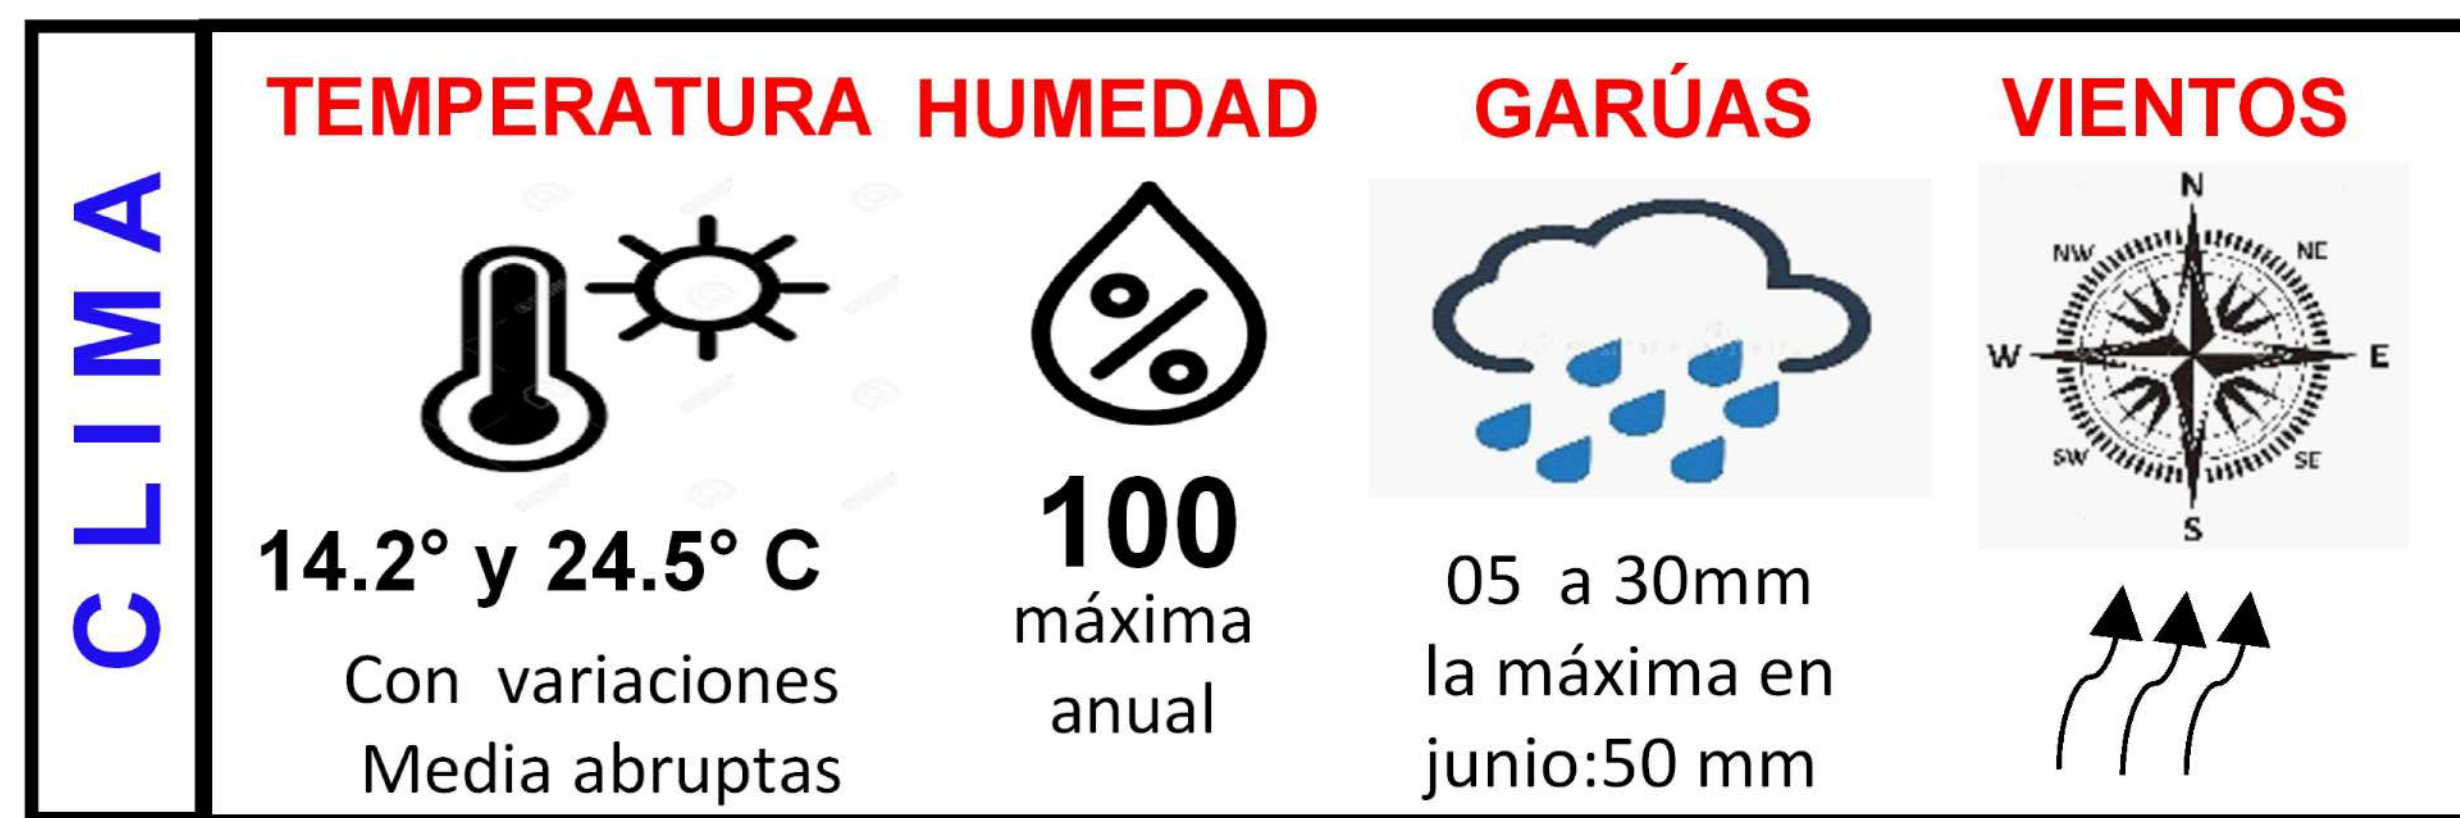 CLIMA
TEMPERATURA
14.2° y 24.5° C
Con variaciones
Media abruptas
HUMEDAD
%
100
máxima
anual
GARÚAS
05 a 30mm
la máxima en
junio:50 mm
VIENTOS
N
NW NE
W E
SW SE
S